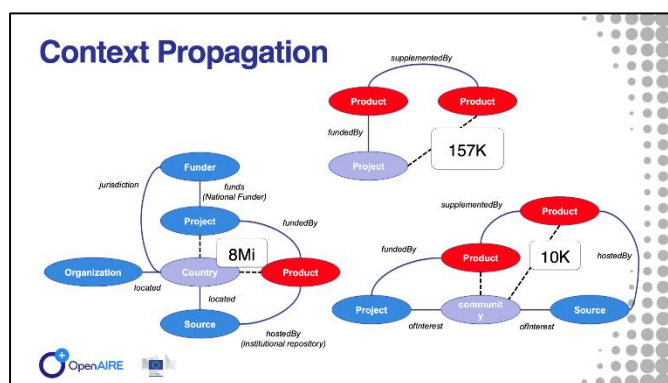 Context Propagation
supplementedBy
Product
Product
fundedBy
157K
Project
Funder
jurisdiction
funds
(National Funder)
Project
fundedBy
8Mi
Organization
Country
Product
located
located
Source
hostedBy
(institutional repository)
supplementedBy
Product
fundedBy
Product
10K
hostedBy
Project
communit
y
Source
ofInterest
ofInterest
OpenAIRE